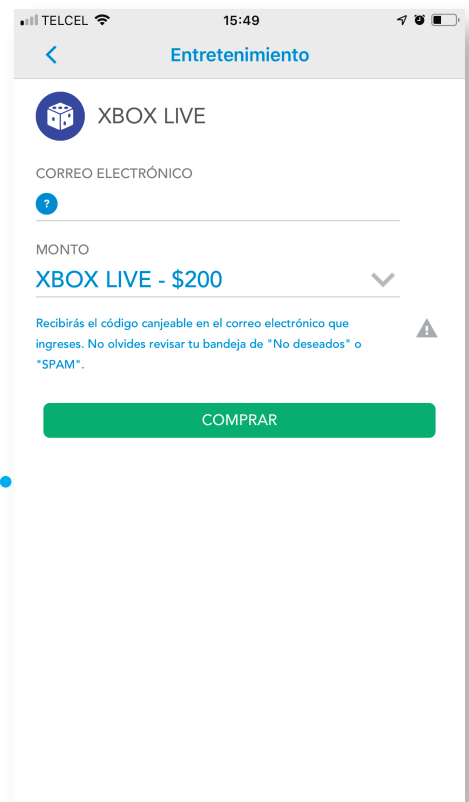 TELCEL 15:49
Entretenimiento
XBOX LIVE
CORREO ELECTRÓNICO
?
MONTO
XBOX LIVE - $200
Recibirás el código canjeable en el correo electrónico que
ingreses. No olvides revisar tu bandeja de "No deseados" o
"SPAM".
COMPRAR